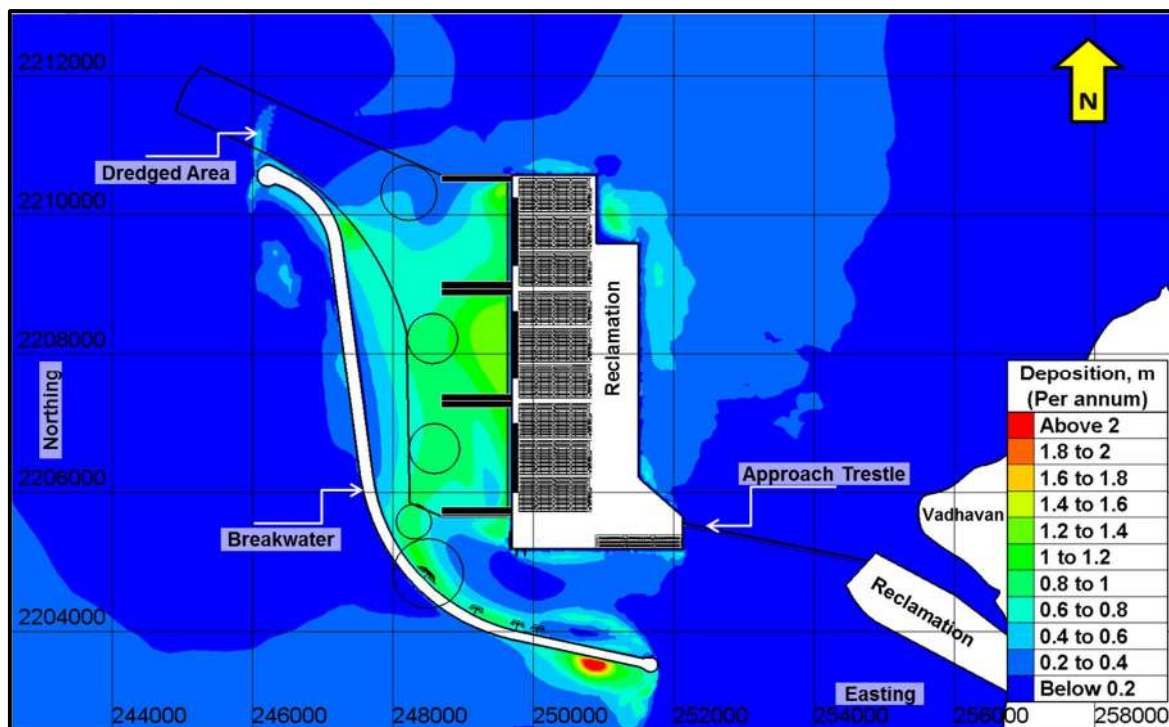 2212000
N
Dredged Area
2210000
Reclamation
2208000
Northing
Deposition, m
(Per annum)
Above 2
1.8 to 2
1.6 to 1.8
1.4 to 1.6
1.2 to 1.4
1 to 1.2
0.8 to 1
0.6 to 0.8
0.4 to 0.6
0.2 to 0.4
Below 0.2
2206000
Approach Trestle
Vadhavan
Breakwater
Reclamation
2204000
Easting
244000
246000
248000
250000
252000
254000
256000
258000